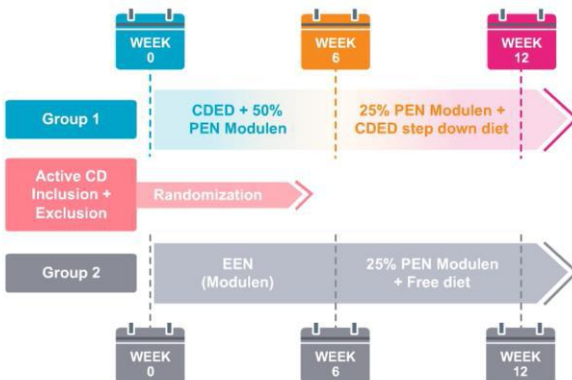 WEEK
0
WEEK
6
WEEK
12
Group 1
CDED + 50%
PEN Modulen
25% PEN Modulen +
CDED step down diet
Active CD
Inclusion +
Exclusion
Randomization
Group 2
EEN
(Modulen)
25% PEN Modulen
+ Free diet
WEEK
0
WEEK
6
WEEK
12